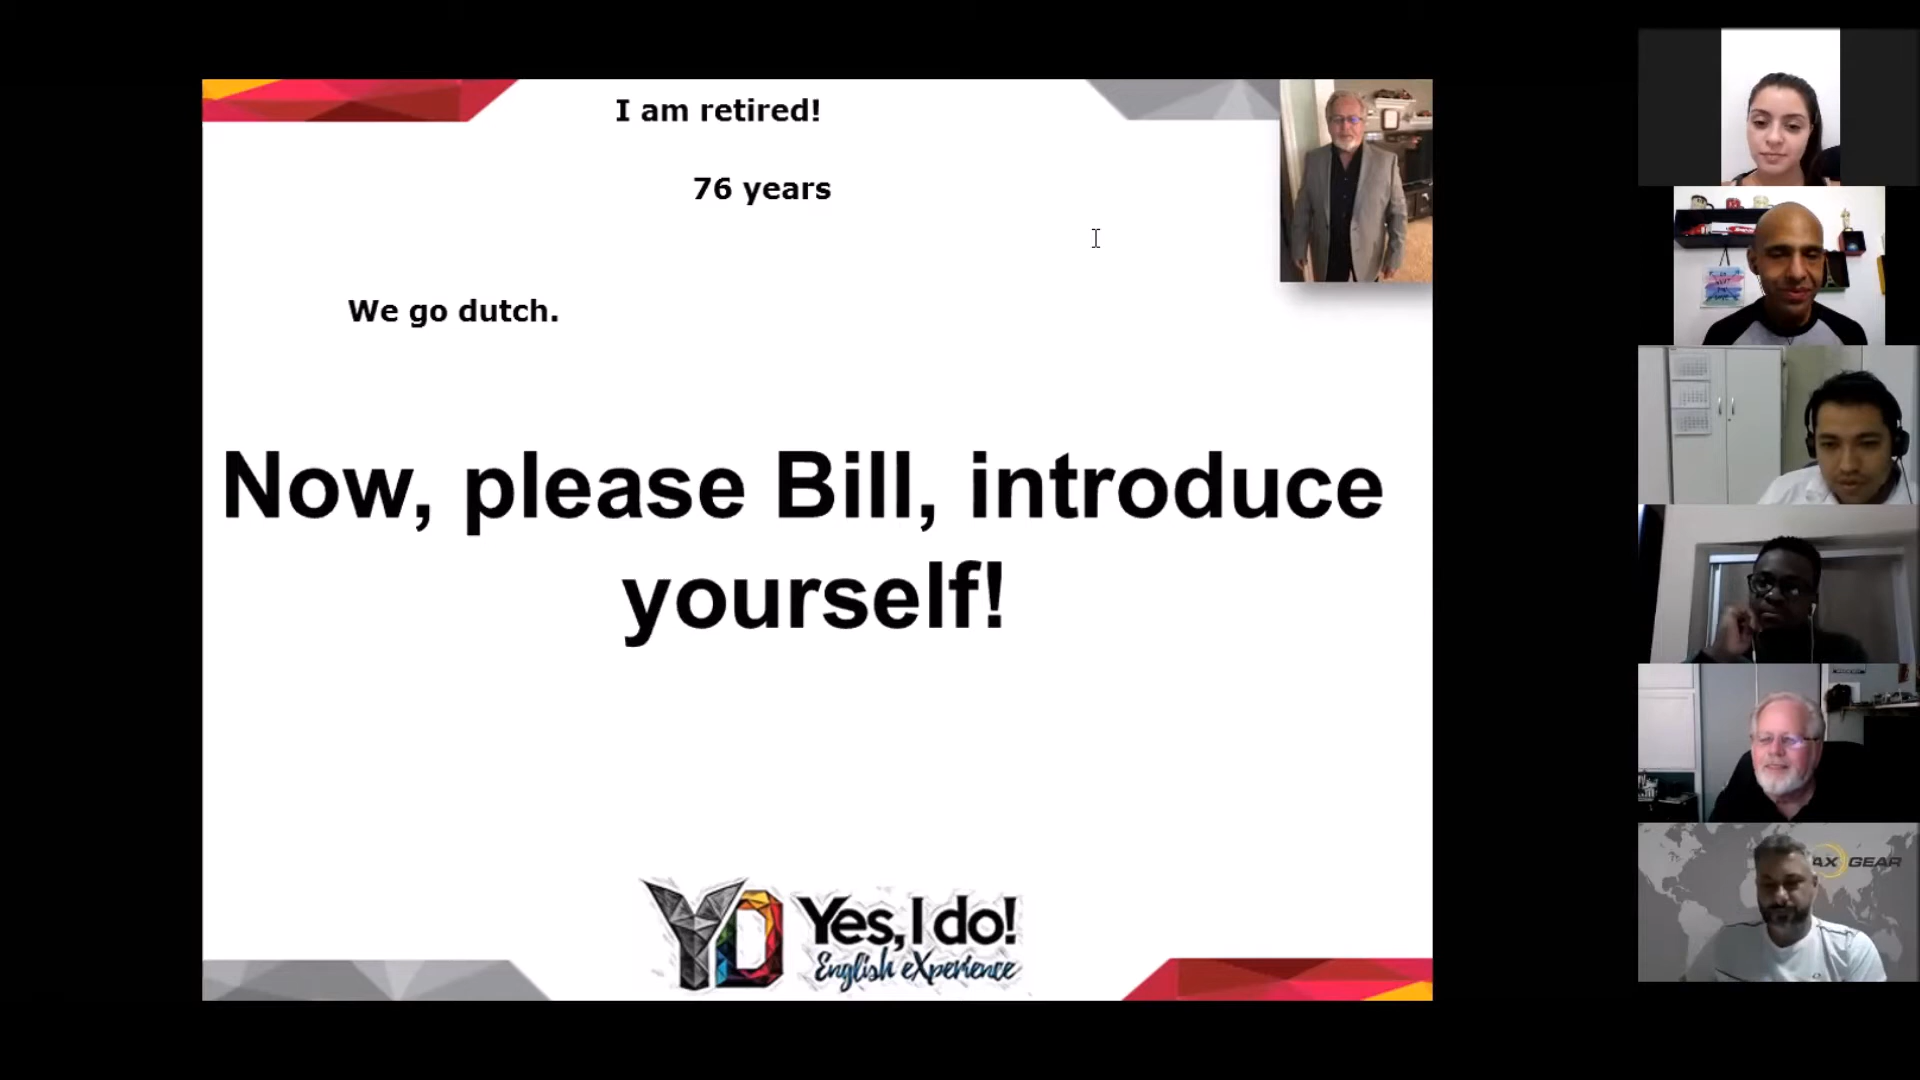 I am retired!
76 years
We go dutch.
Now, please Bill, introduce
yourself!
YD Yes, I do!
English eXperience
AX GEAR